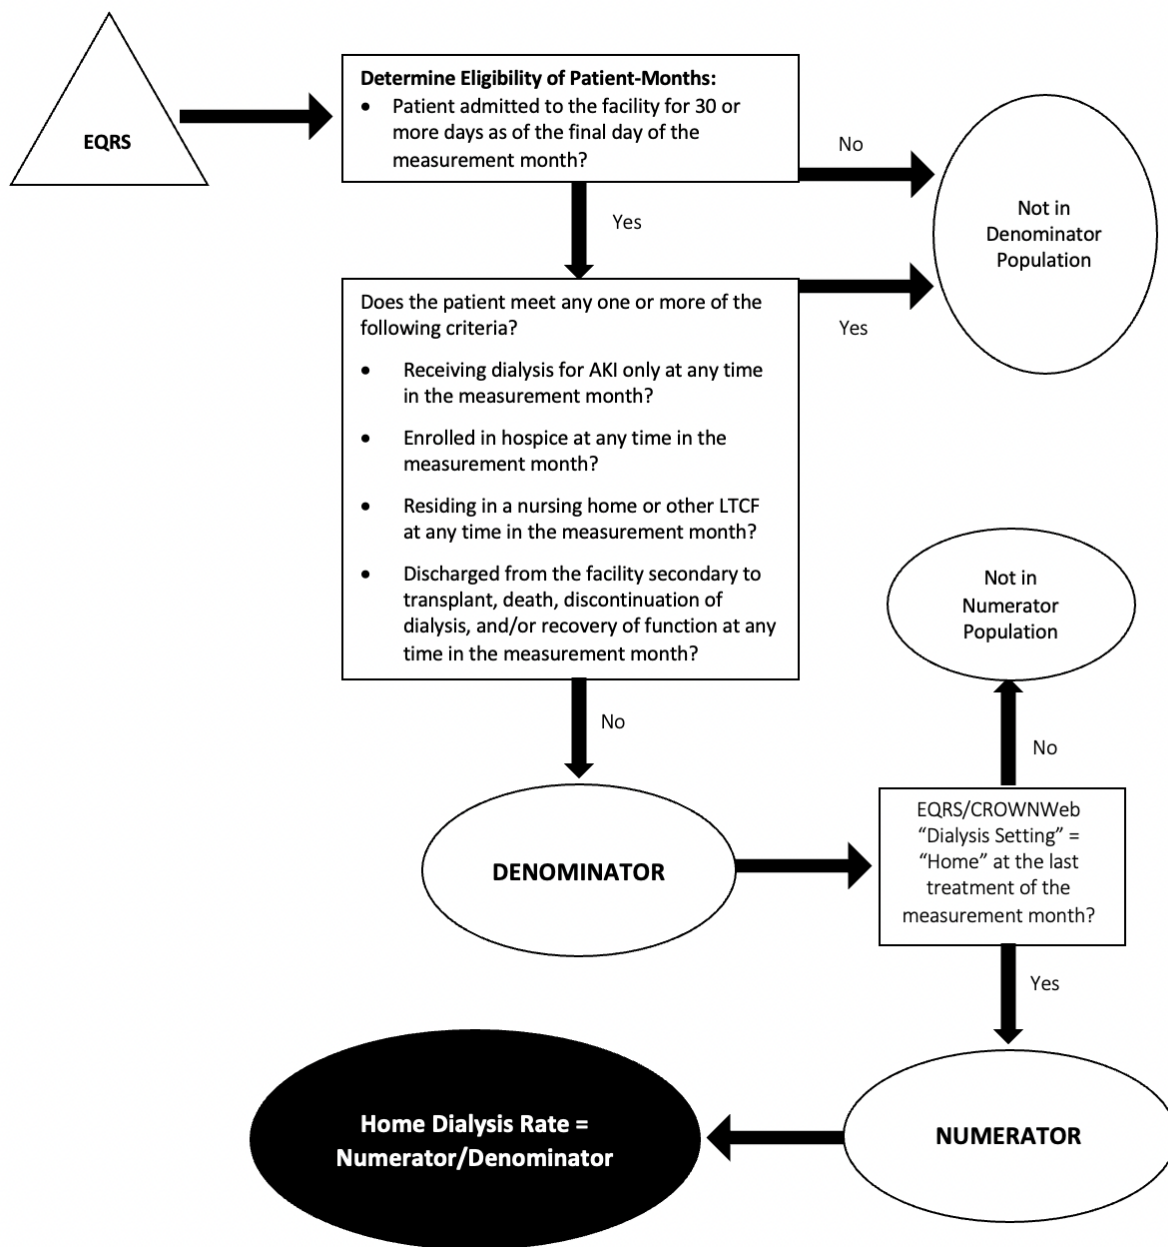 EQRS
Determine Eligibility of Patient-Months:
• Patient admitted to the facility for 30 or
more days as of the final day of the
measurement month?
No
Yes
Not in
Denominator
Population
Does the patient meet any one or more of the
following criteria?
Yes
• Receiving dialysis for AKI only at any time
in the measurement month?
• Enrolled in hospice at any time in the
measurement month?
• Residing in a nursing home or other LTCF
at any time in the measurement month?
• Discharged from the facility secondary to
transplant, death, discontinuation of
dialysis, and/or recovery of function at any
time in the measurement month?
No
DENOMINATOR
EQRS/CROWNWeb
“Dialysis Setting” =
“Home” at the last
treatment of the
measurement month?
No
Not in
Numerator
Population
Yes
NUMERATOR
Home Dialysis Rate =
Numerator/Denominator